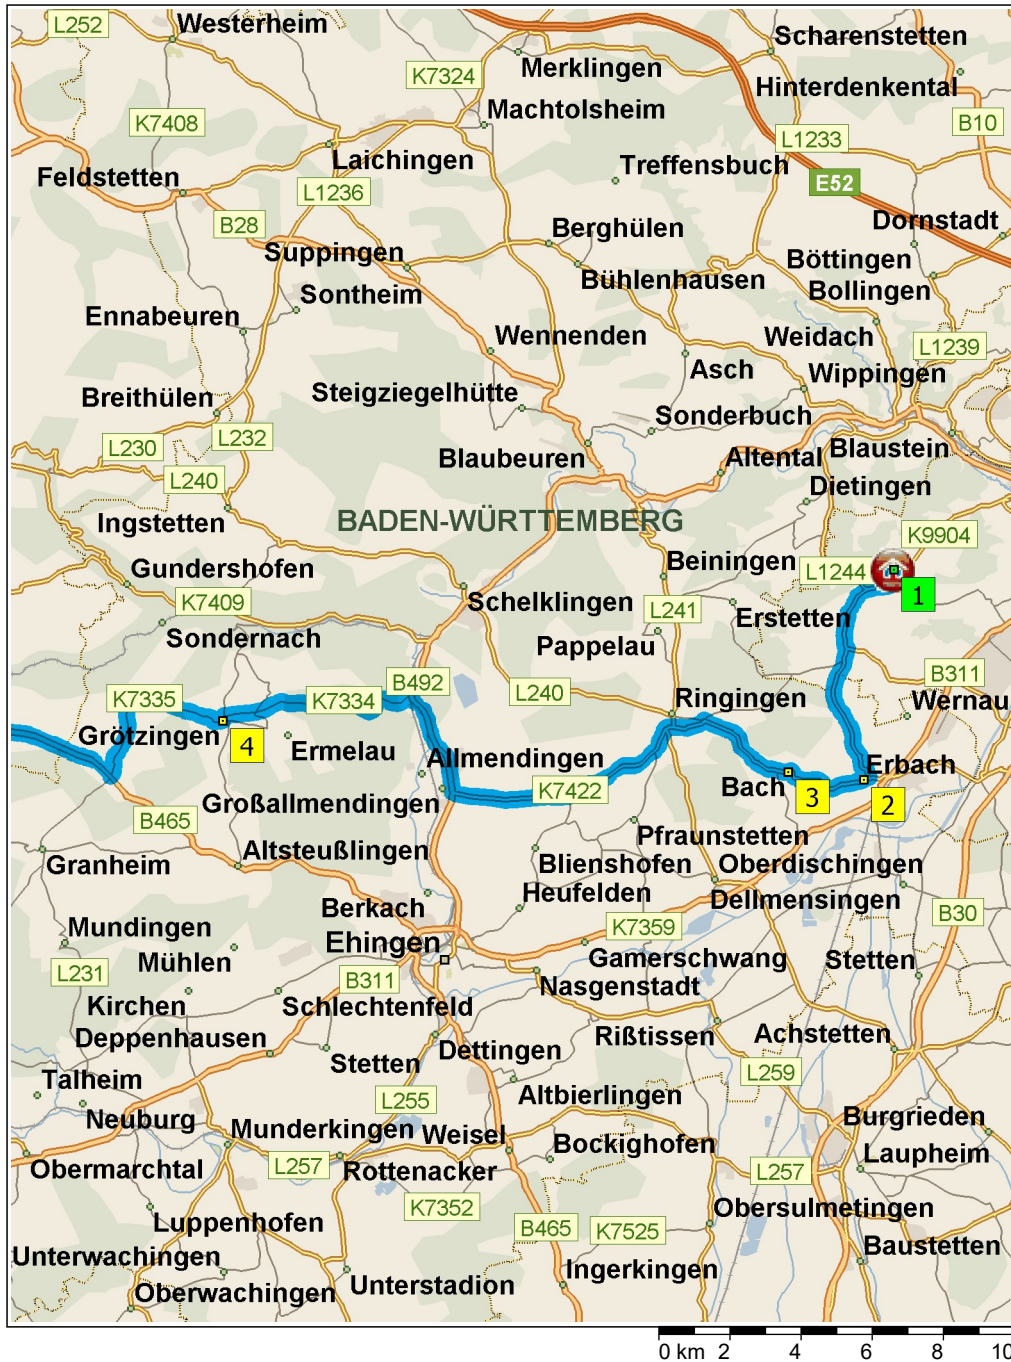 L252
Westerheim
Scharenstetten
Merklingen
K7324
Hinterdenkental
Machtolsheim
K7408
B10
L1233
Laichingen
Treffensbuch
Feldstetten
L1236
E52
B28
Dornstadt
Berghülen
Suppingen
Böttingen
Bühlenhausen
Bollingen
Sontheim
Ennabeuren
Wennenden
Weidach
L1239
Asch
Wippingen
Steigziegelhütte
Breithülen
Sonderbuch
L230
L232
Blaubeuren
Altental
Blaustein
L240
Dietingen
Ingstetten
BADEN-WÜRTTEMBERG
K9904
Beiningen
L1244
Gundershofen
1
K7409
Schelklingen
L241
Erstetten
Sondernach
Pappelau
B492
B311
K7335
K7334
L240
Ringingen
Wernau
Grötzingen
4
Ermelau
Allmendingen
Erbach
Bach
3
2
K7422
Großallmendingen
B465
Pfraunstetten
Altsteußlingen
Granheim
Blienshofen
Oberdischingen
Heufelden
Dellmensingen
Berkach
B30
Mundingen
K7359
Ehingen
Mühlen
Gamerschwang
Stetten
L231
B311
Nasgenstadt
Kirchen
Schlechtenfeld
Deppenhausen
Rißtissen
Achstetten
Dettingen
Stetten
L259
Talheim
Altbierlingen
L255
Neuburg
Burgrieden
Munderkingen
Weisel
Bockighofen
Laupheim
Obermarchtal
L257
Rottenacker
L257
K7352
Obersulmetingen
Luppenhofen
B465
K7525
Baustetten
Unterwachingen
Unterstadion
Ingerkingen
Oberwachingen
0 km 2 4 6 8 10